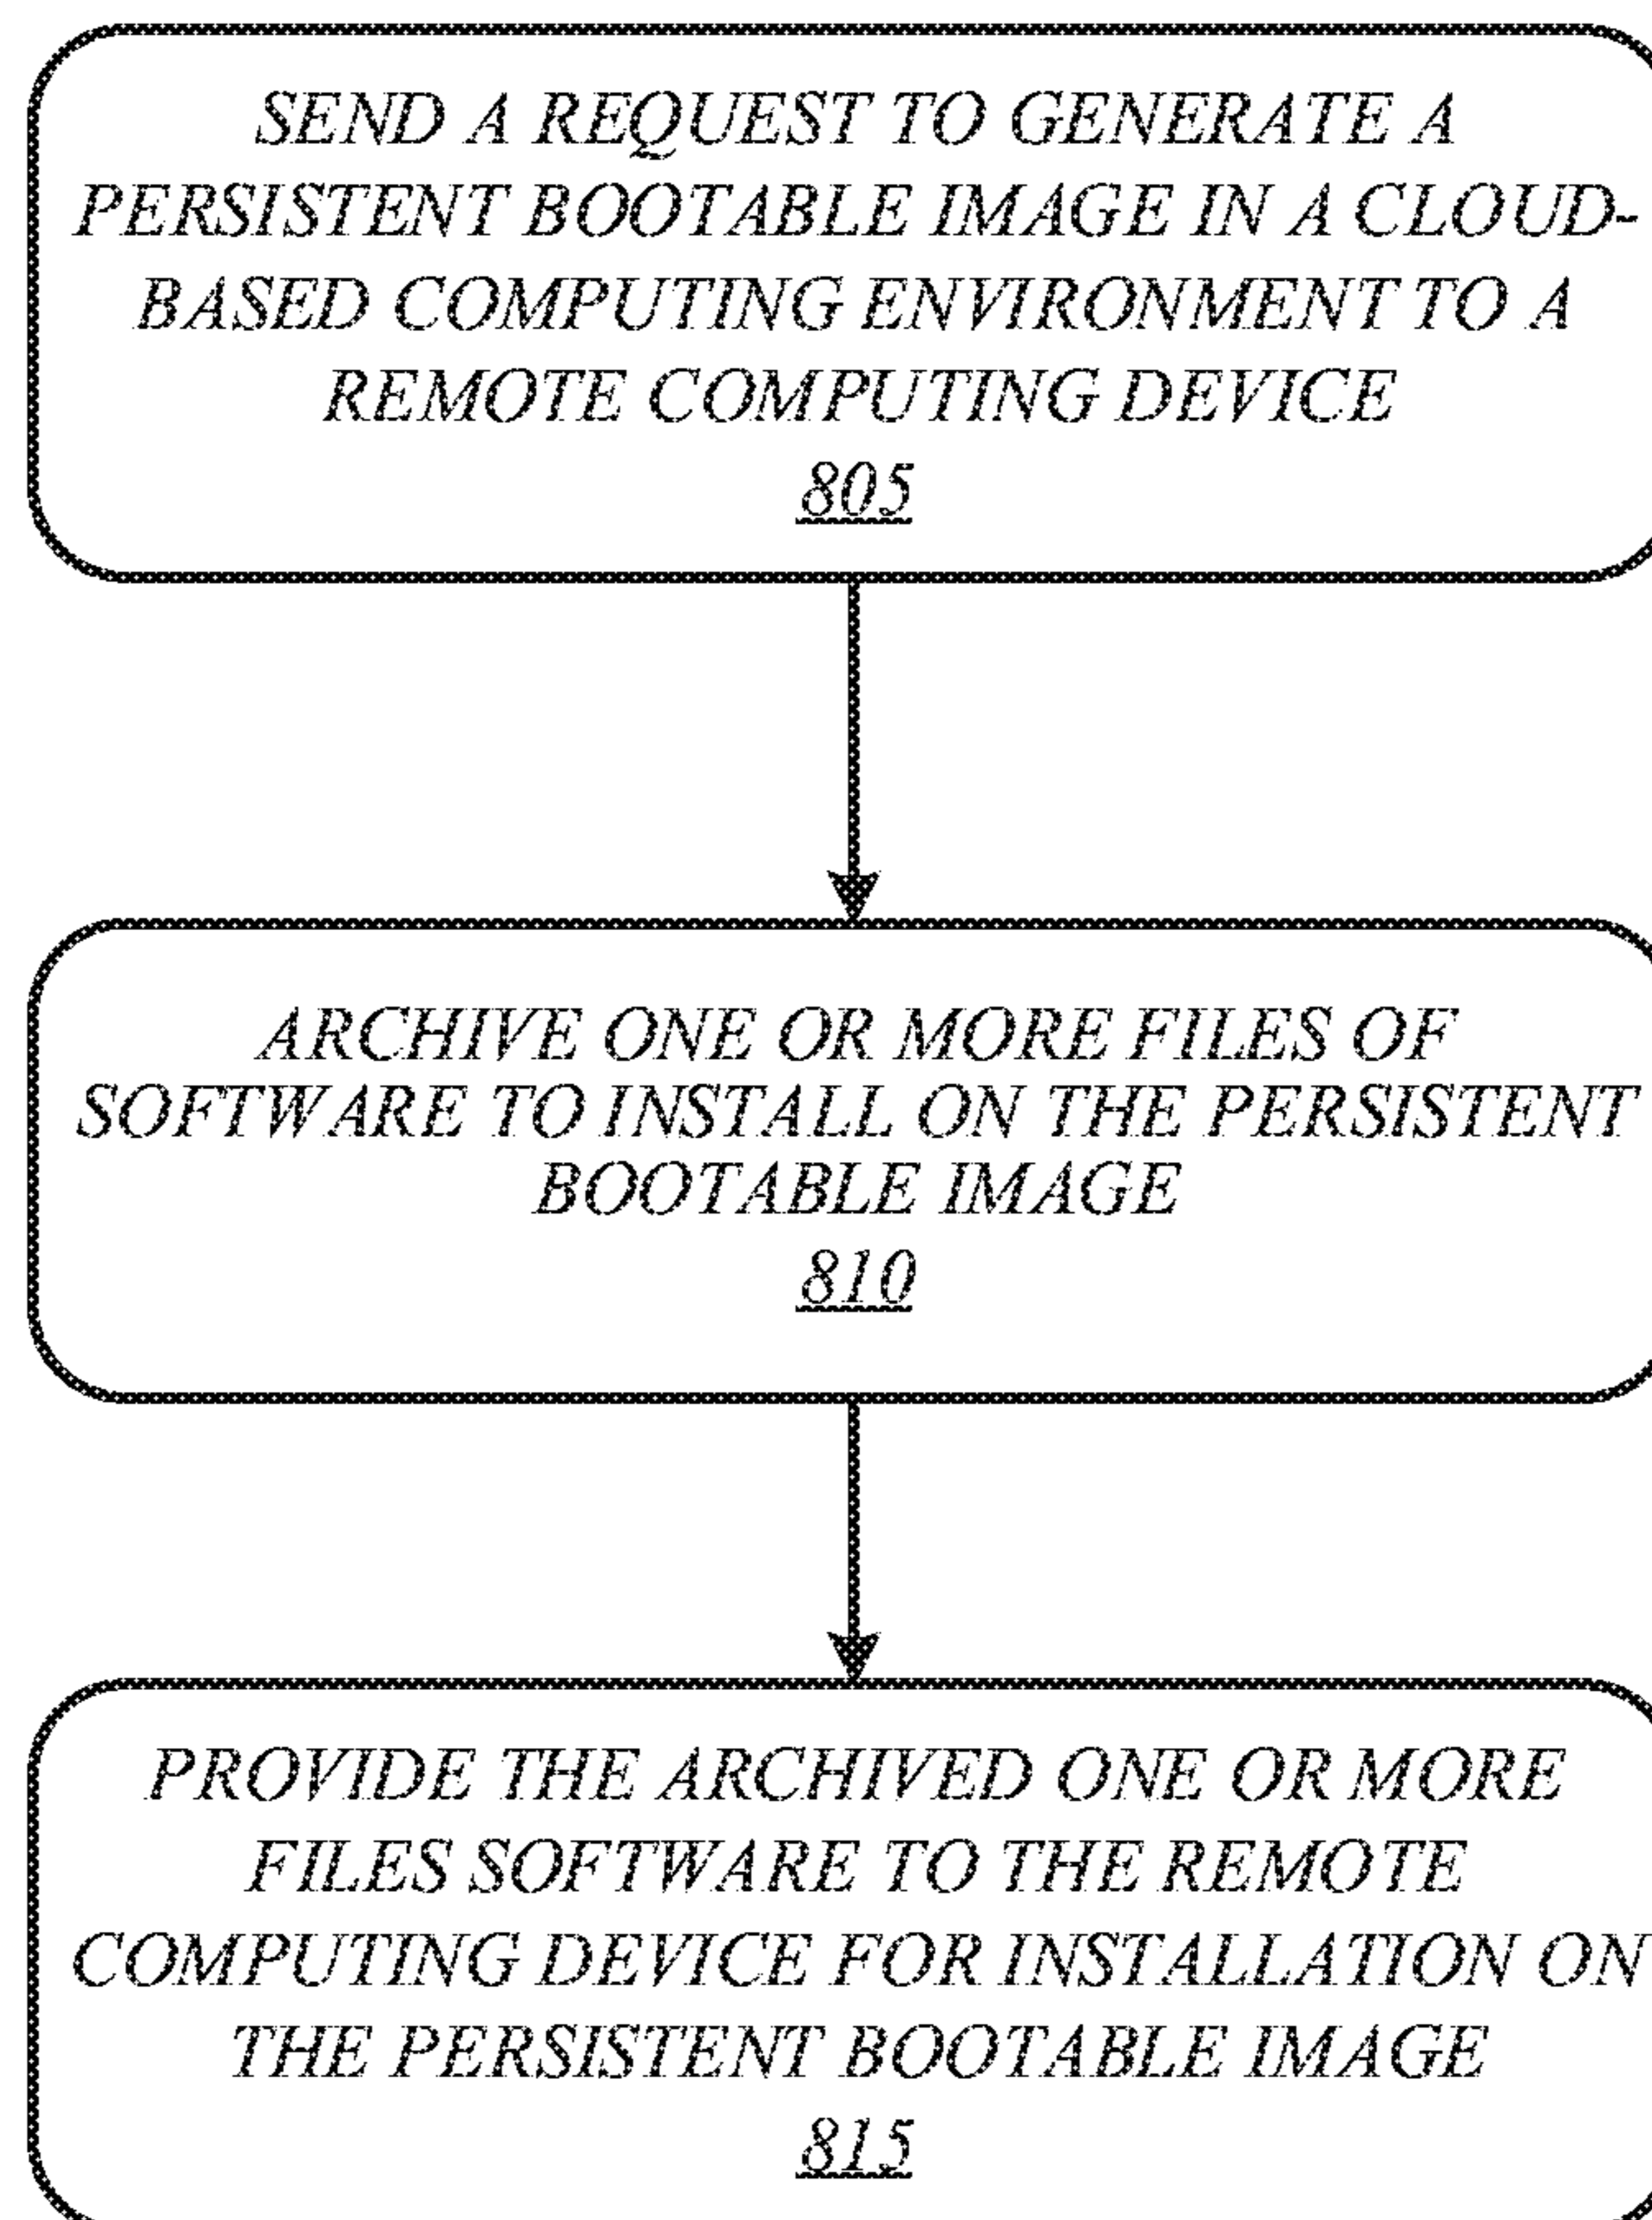 SEND A REQUEST TO GENERATE A
PERSISTENT BOOTABLE IMAGE IN A CLOUD-
BASED COMPUTING ENVIRONMENT TO A
REMOTE COMPUTING DEVICE
805
ARCHIVE ONE OR MORE FILES OF
SOFTWARE TO INSTALL ON THE PERSISTENT
BOOTABLE IMAGE
810
PROVIDE THE ARCHIVED ONE OR MORE
FILES SOFTWARE TO THE REMOTE
COMPUTING DEVICE FOR INSTALLATION ON
THE PERSISTENT BOOTABLE IMAGE
815